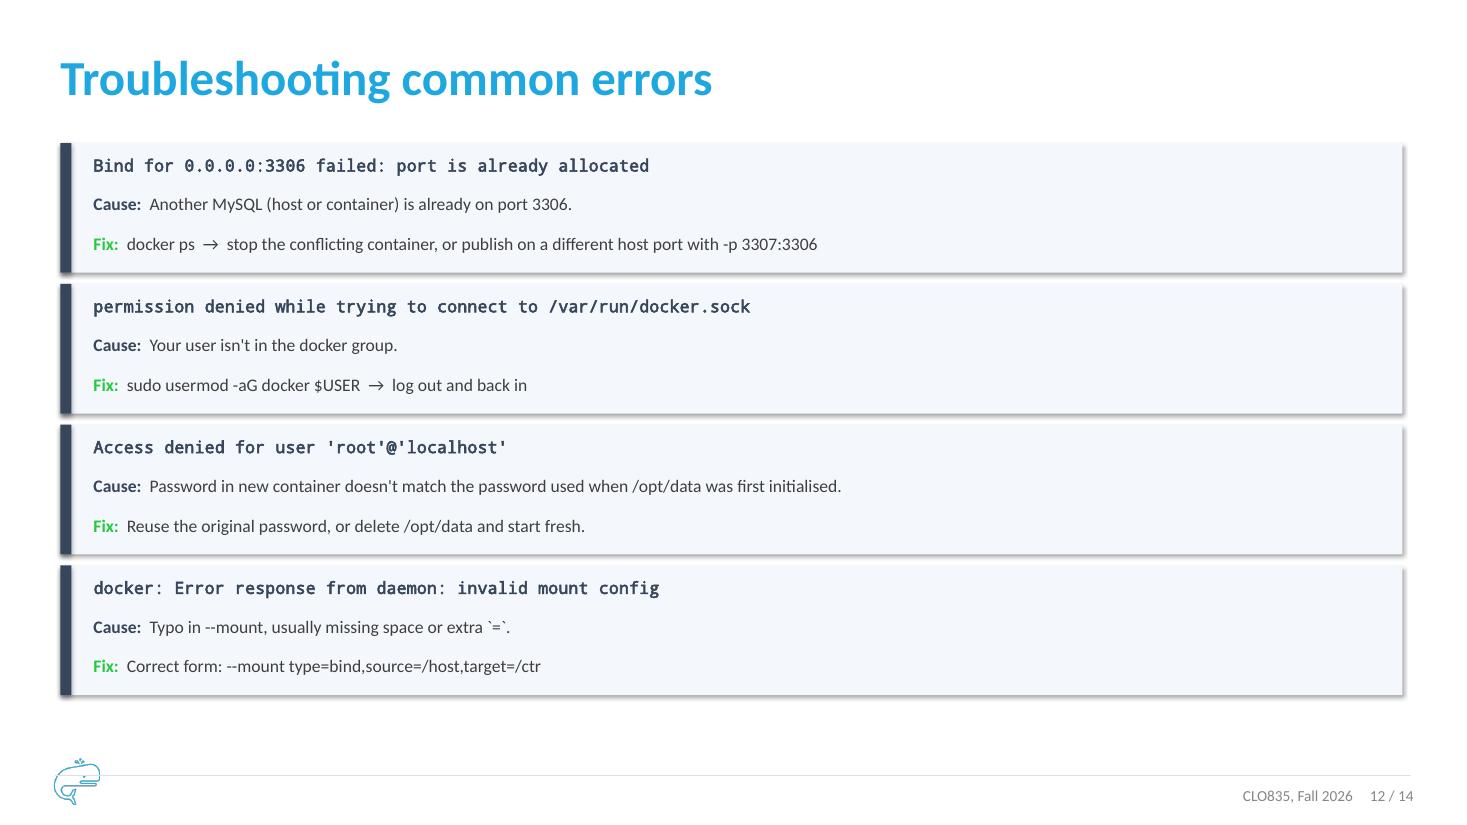 Troubleshooting common errors
Bind for 0.0.0.0:3306 failed: port is already allocated
Cause: Another MySQL (host or container) is already on port 3306.
Fix: docker ps → stop the conflicting container, or publish on a different host port with -p 3307:3306
permission denied while trying to connect to /var/run/docker.sock
Cause: Your user isn't in the docker group.
Fix: sudo usermod -aG docker $USER → log out and back in
Access denied for user 'root'@'localhost'
Cause: Password in new container doesn't match the password used when /opt/data was first initialised.
Fix: Reuse the original password, or delete /opt/data and start fresh.
docker: Error response from daemon: invalid mount config
Cause: Typo in --mount, usually missing space or extra `=`.
Fix: Correct form: --mount type=bind,source=/host,target=/ctr
CLO835, Fall 2026 12 / 14